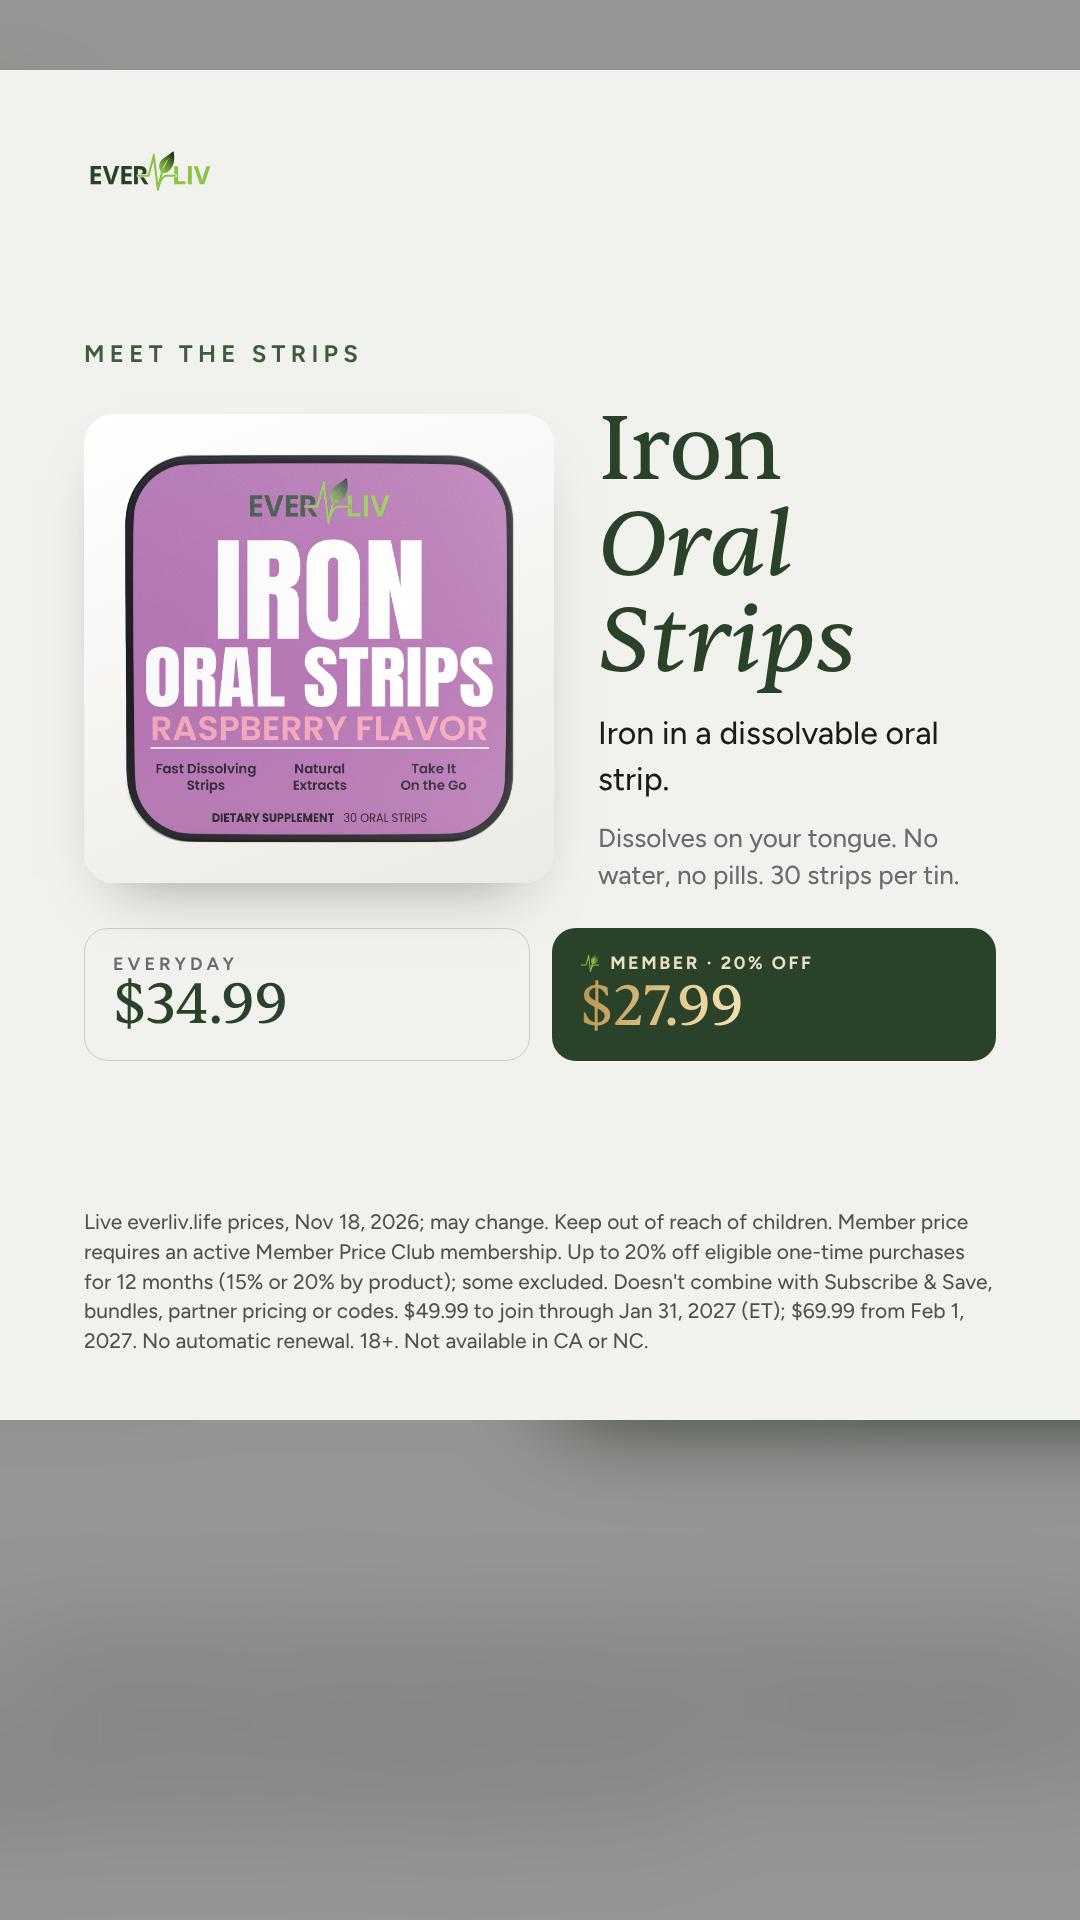 EVERLIV
MEET THE STRIPS
EVERLIV
IRON
ORAL STRIPS
RASPBERRY FLAVOR
Fast Dissolving Strips
Natural Extracts
Take It On the Go
DIETARY SUPPLEMENT 30 ORAL STRIPS
Iron
Oral
Strips
Iron in a dissolvable oral
strip.
Dissolves on your tongue. No
water, no pills. 30 strips per tin.
EVERYDAY
$34.99
MEMBER · 20% OFF
$27.99
Live everliv.life prices, Nov 18, 2026; may change. Keep out of reach of children. Member price
requires an active Member Price Club membership. Up to 20% off eligible one-time purchases
for 12 months (15% or 20% by product); some excluded. Doesn't combine with Subscribe & Save,
bundles, partner pricing or codes. $49.99 to join through Jan 31, 2027 (ET); $69.99 from Feb 1,
2027. No automatic renewal. 18+. Not available in CA or NC.